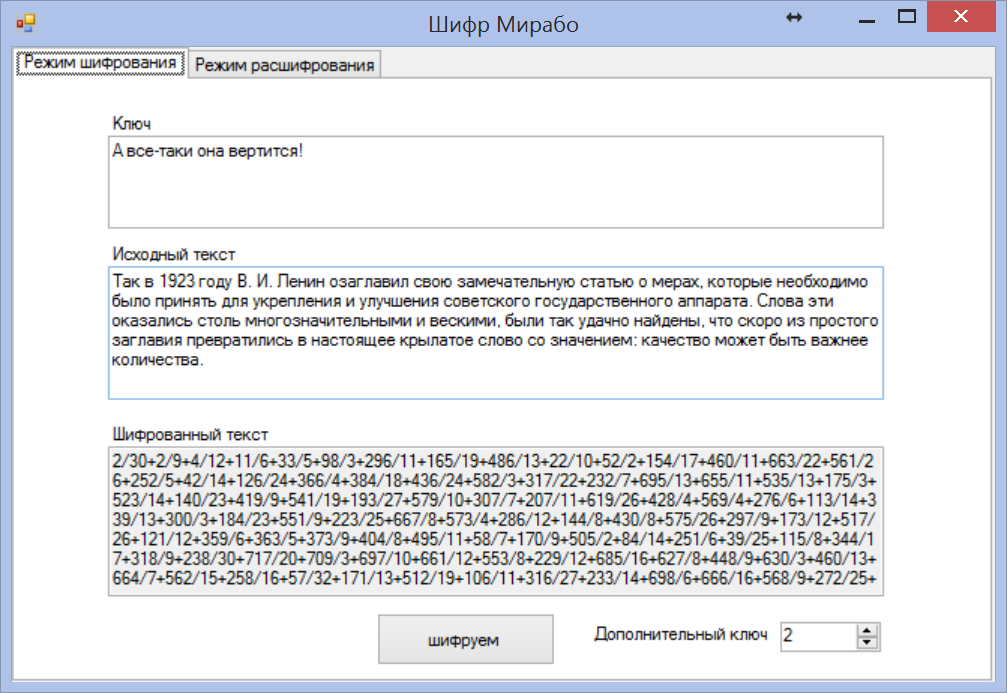 Шифр Мирабо
Режим шифрования
Режим расшифрования
Ключ
А все-таки она вертится!
Исходный текст
Так в 1923 году В. И. Ленин озаглавил свою замечательную статью о мерах, которые необходимо
было принять для укрепления и улучшения советского государственного аппарата. Слова эти
оказались столь многозначительными и вескими, были так удачно найдены, что скоро из простого
заглавия превратились в настоящее крылатое слово со значением: качество может быть важнее
количества.
Шифрованный текст
2/30+2/9+4/12+11/6+33/5+98/3+296/11+165/19+486/13+22/10+52/2+154/17+460/11+663/22+561/2
6+252/5+42/14+126/24+366/4+384/18+436/24+582/3+317/22+232/7+695/13+655/11+535/13+175/3+
523/14+140/23+419/9+541/19+193/27+579/10+307/7+207/11+619/26+428/4+569/4+276/6+113/14+3
39/13+300/3+184/23+551/9+223/25+667/8+573/4+286/12+144/8+430/8+575/26+297/9+173/12+517/
26+121/12+359/6+363/5+373/9+404/8+495/11+58/7+170/9+505/2+84/14+251/6+39/25+115/8+344/1
7+318/9+238/30+717/20+709/3+697/10+661/12+553/8+229/12+685/16+627/8+448/9+630/3+460/13+
664/7+562/15+258/16+57/32+171/13+512/19+106/11+316/27+233/14+698/6+666/16+568/9+272/25+
шифруем
Дополнительный ключ
2